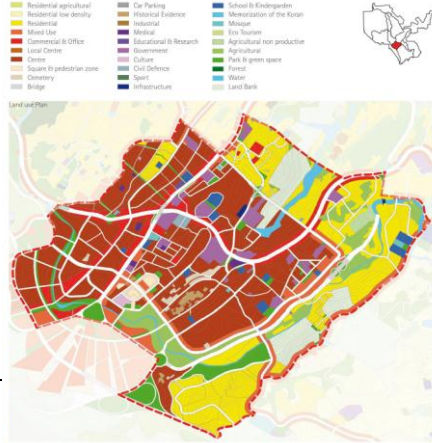 Residential agricultural
Residential low density
Residential
Mixed Use
Commercial & Office
Local Centre
Centre
Square & pedestrian zone
Cemetery
Bridge
Car Parking
Historical Evidence
Industrial
Medical
Educational & Research
Government
Culture
Civil Defence
Sport
Infrastructure
School & Kindergarden
Memorization of the Koran
Mosque
Eco Tourism
Agricultural non productive
Agricultural
Park & green space
Forest
Water
Land Bank
Land use Plan